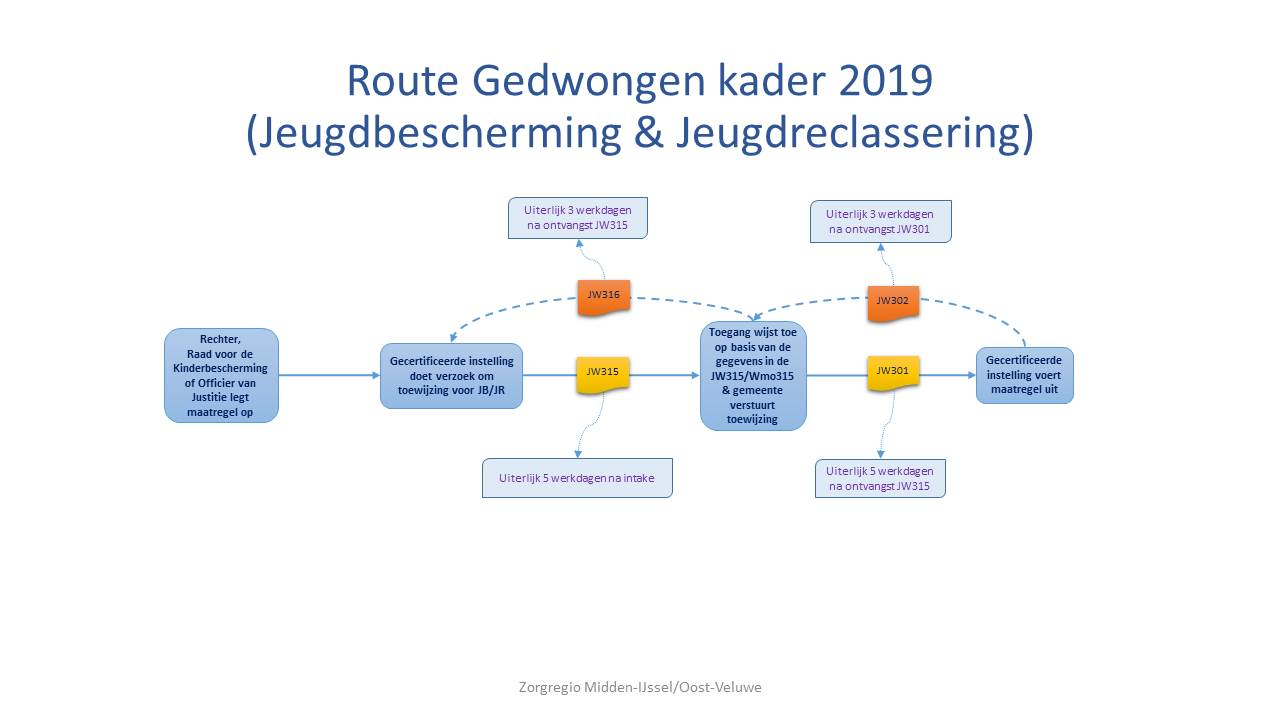 Route Gedwongen kader 2019
(Jeugdbescherming & Jeugdreclassering)
Uiterlijk 3 werkdagen
na ontvangst JW315
Uiterlijk 3 werkdagen
na ontvangst JW301
JW316
JW302
Rechter,
Raad voor de
Kinderbescherming
of Officier van
Justitie legt
maatregel op
Gecertificeerde instelling
doet verzoek om
toewijzing voor JB/JR
JW315
Toegang wijst toe
op basis van de
gegevens in de
JW315/Wmo315
& gemeente
verstuurt
toewijzing
JW301
Gecertificeerde
instelling voert
maatregel uit
Uiterlijk 5 werkdagen na intake
Uiterlijk 5 werkdagen
na ontvangst JW315
Zorgregio Midden-IJssel/Oost-Veluwe